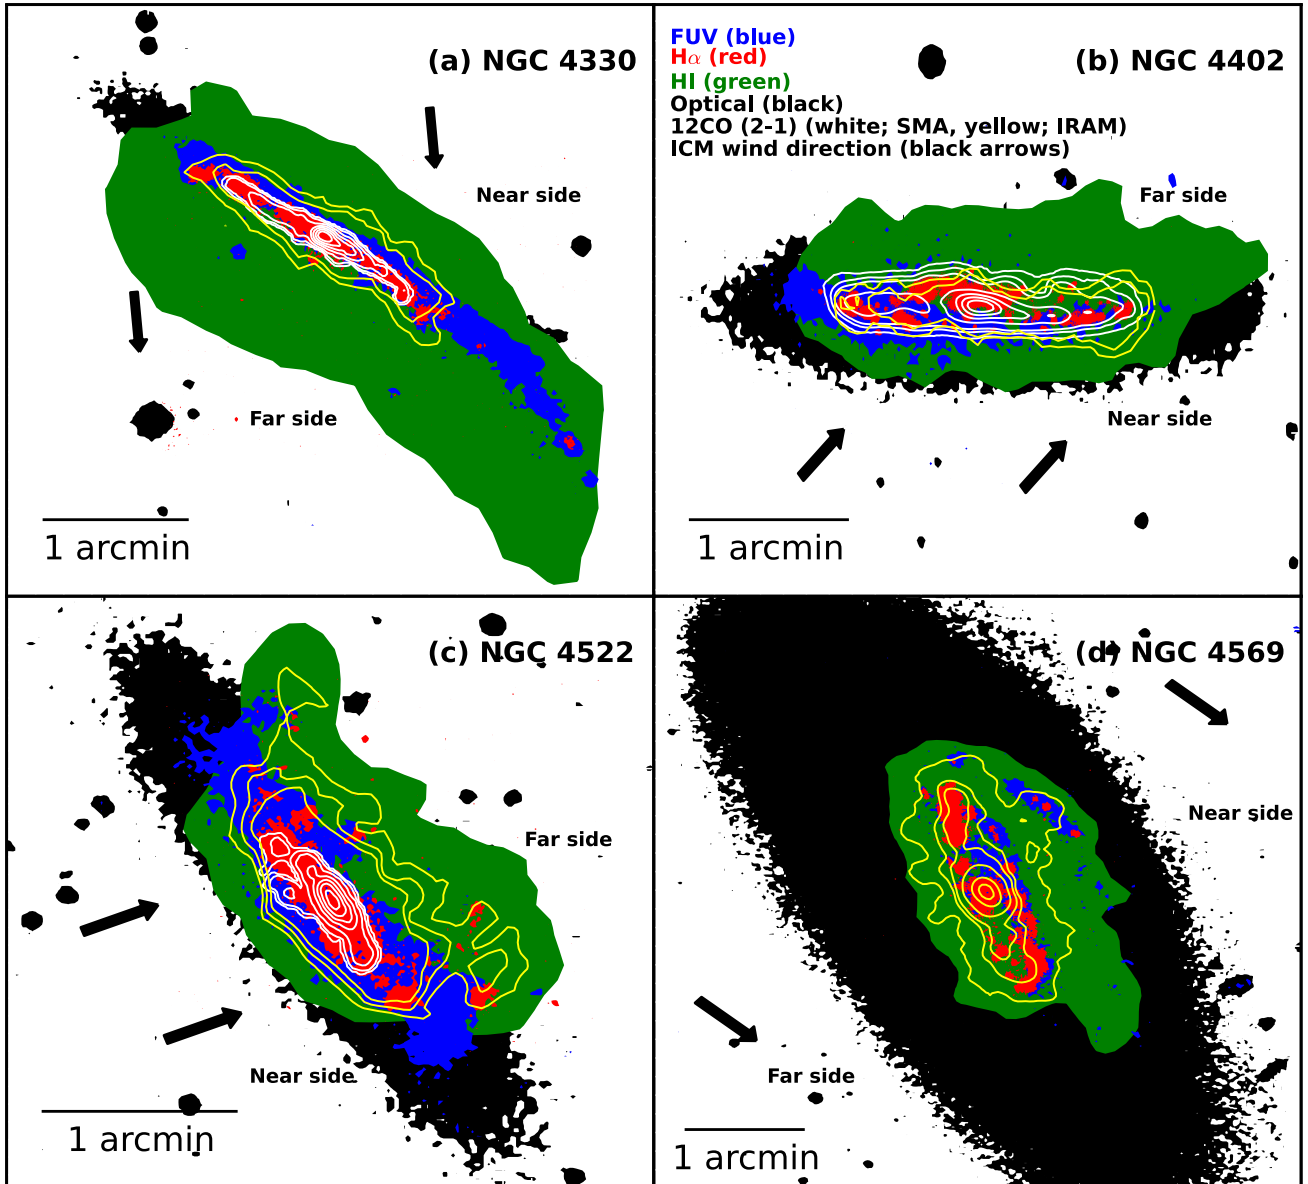 (a) NGC 4330
Near side
Far side
1 arcmin
FUV (blue)
Hα (red)
HI (green)
Optical (black)
12CO (2-1) (white; SMA, yellow; IRAM)
ICM wind direction (black arrows)
(b) NGC 4402
Far side
Near side
1 arcmin
(c) NGC 4522
Far side
Near side
1 arcmin
(d) NGC 4569
Near side
Far side
1 arcmin